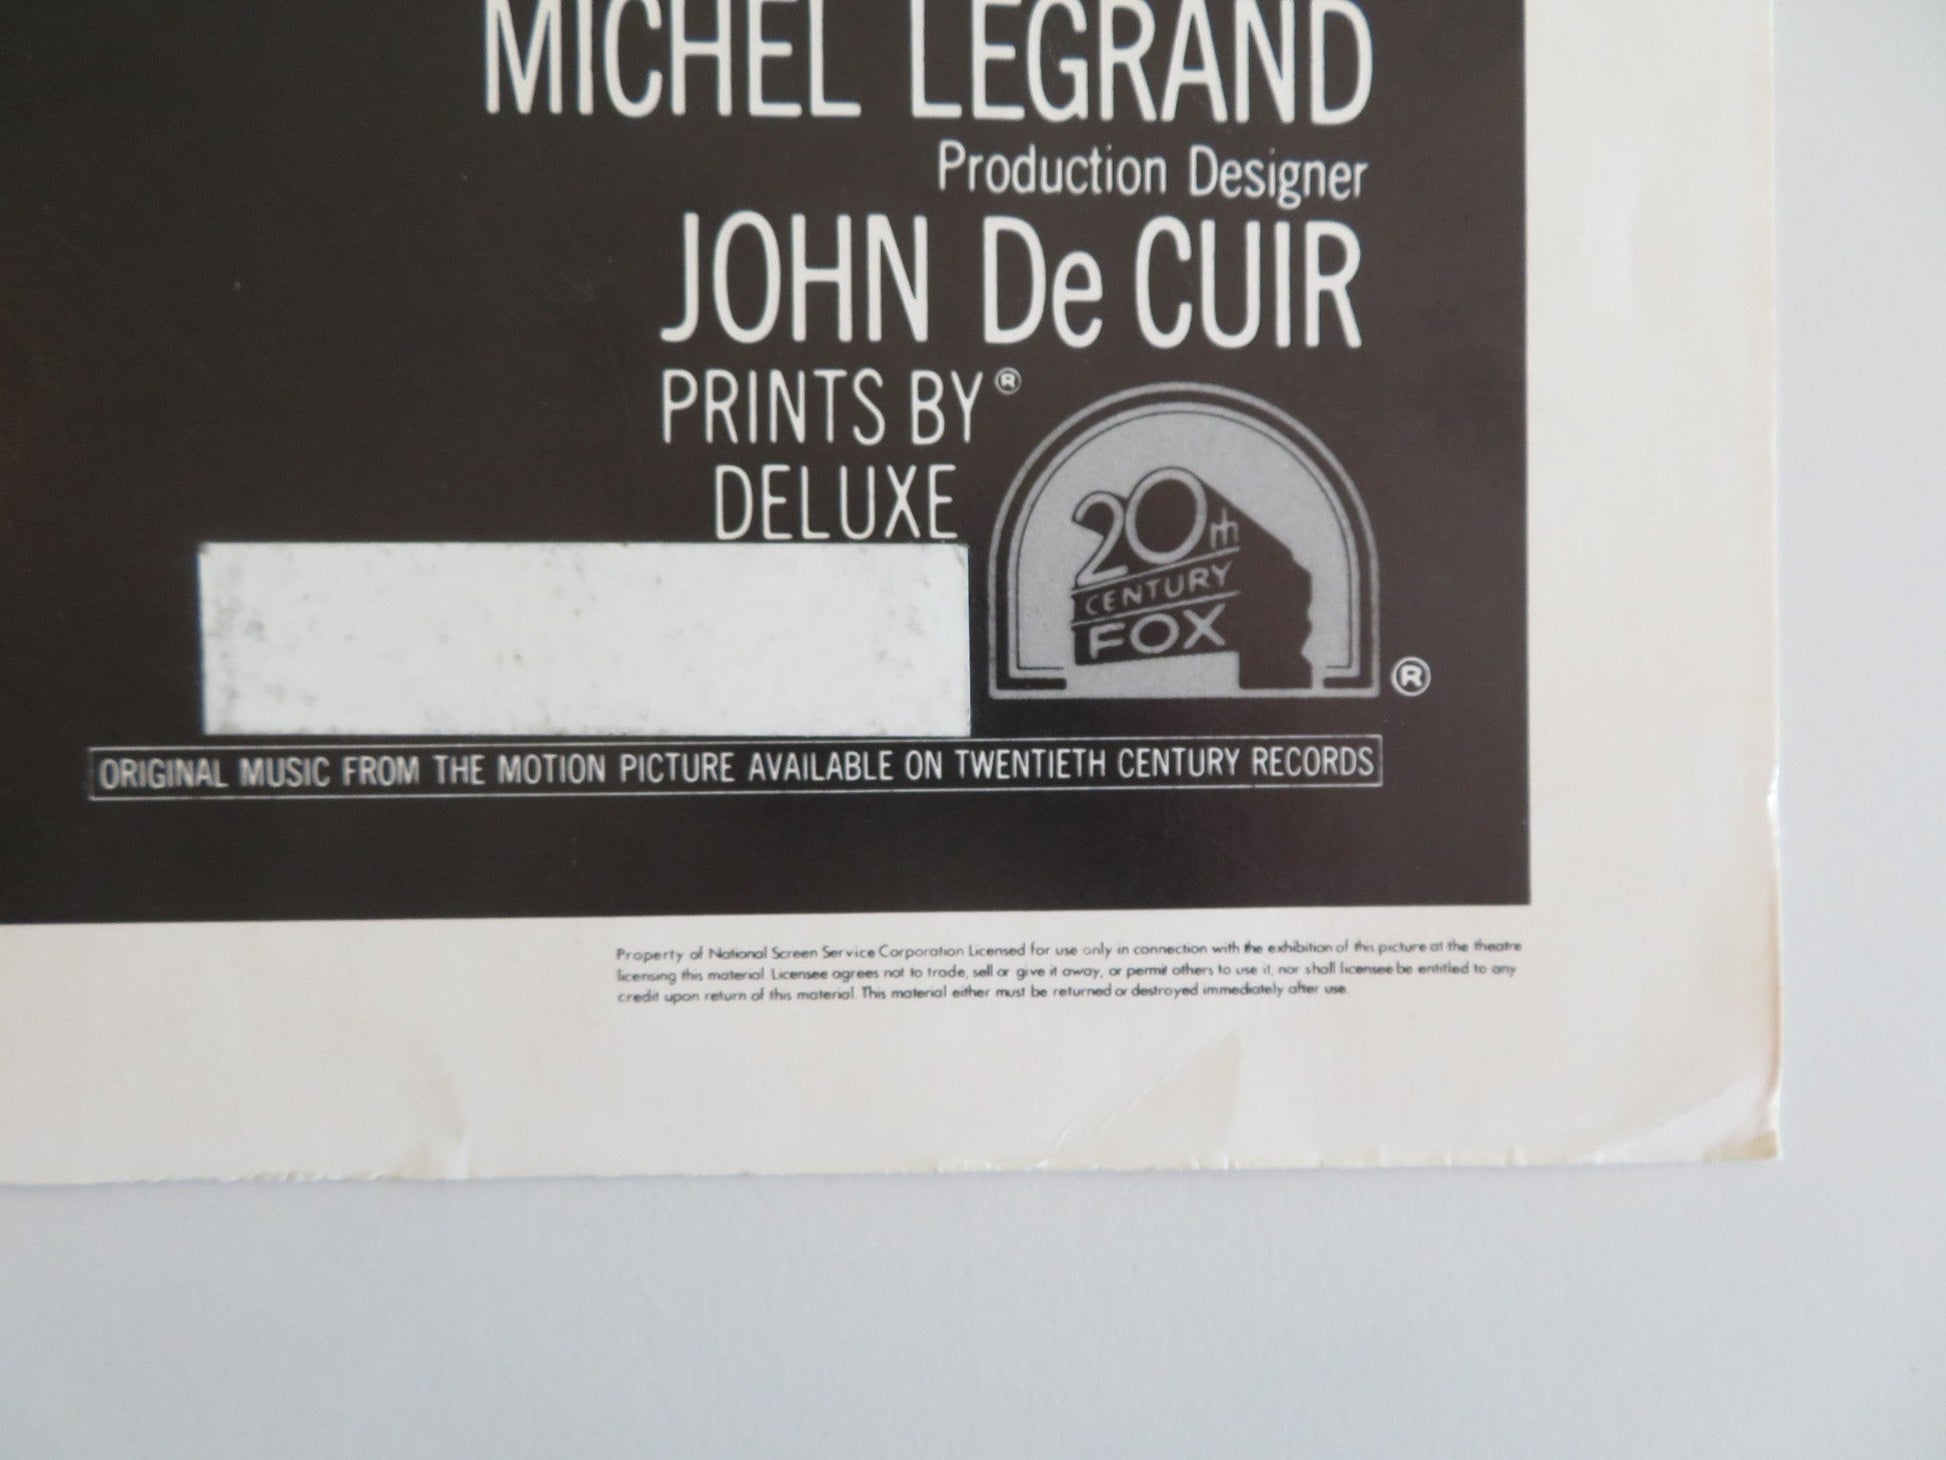 MICHEL LEGRAND
Production Designer
JOHN De CUIR
PRINTS BY®
DELUXE
20th
CENTURY
FOX
®
ORIGINAL MUSIC FROM THE MOTION PICTURE AVAILABLE ON TWENTIETH CENTURY RECORDS
Property of National Screen Service Corporation Licensed for use only in connection with the exhibition of this picture at the theatre
licensing this material. Licensee agrees not to trade, sell or give it away, or permit others to use it, nor shall licensee be entitled to any
credit upon return of this material. This material either must be returned or destroyed immediately after use.